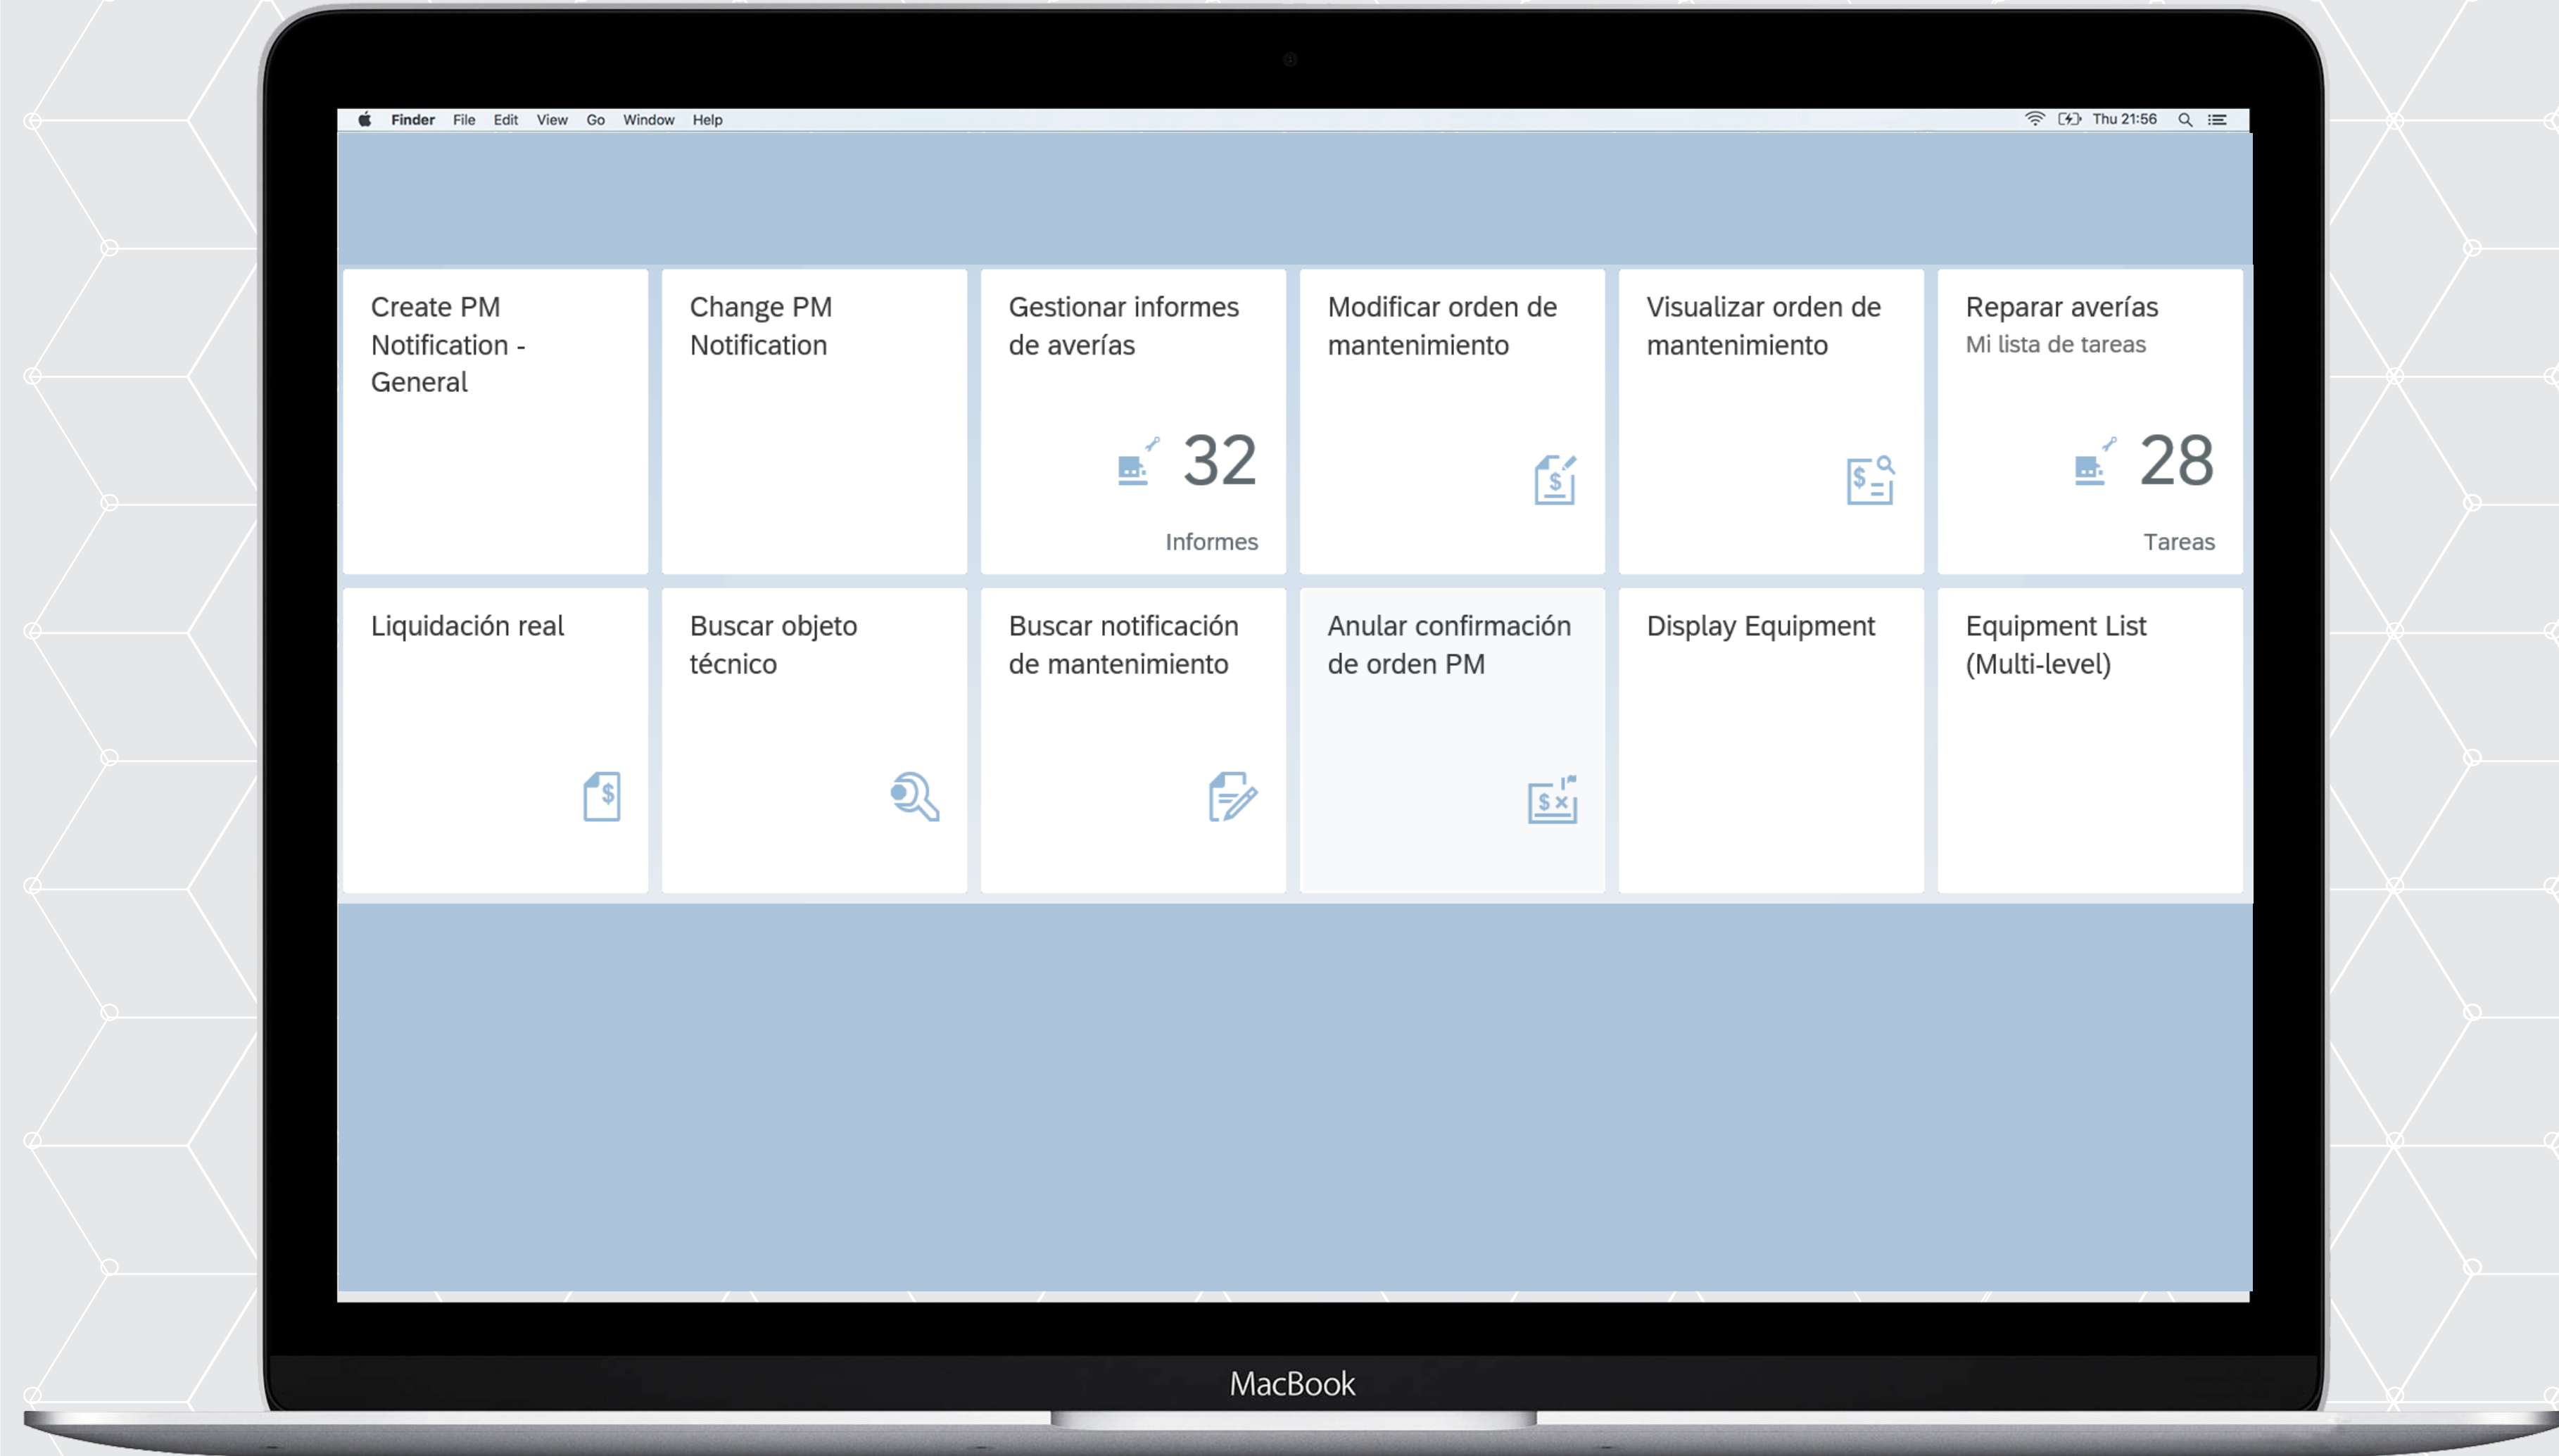 Finder File Edit View Go Window Help Thu 21:56
Create PM
Notification -
General
Change PM
Notification
Gestionar informes
de averías
32
Informes
Modificar orden de
mantenimiento
Visualizar orden de
mantenimiento
Reparar averías
Mi lista de tareas
28
Tareas
Liquidación real
Buscar objeto
técnico
Buscar notificación
de mantenimiento
Anular confirmación
de orden PM
Display Equipment
Equipment List
(Multi-level)
MacBook